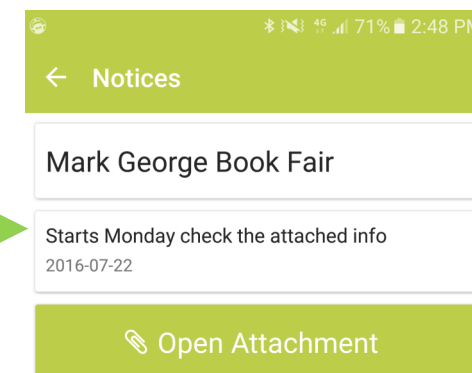 4G 71% 2:48 PM
Notices
Mark George Book Fair
Starts Monday check the attached info
2016-07-22
Open Attachment